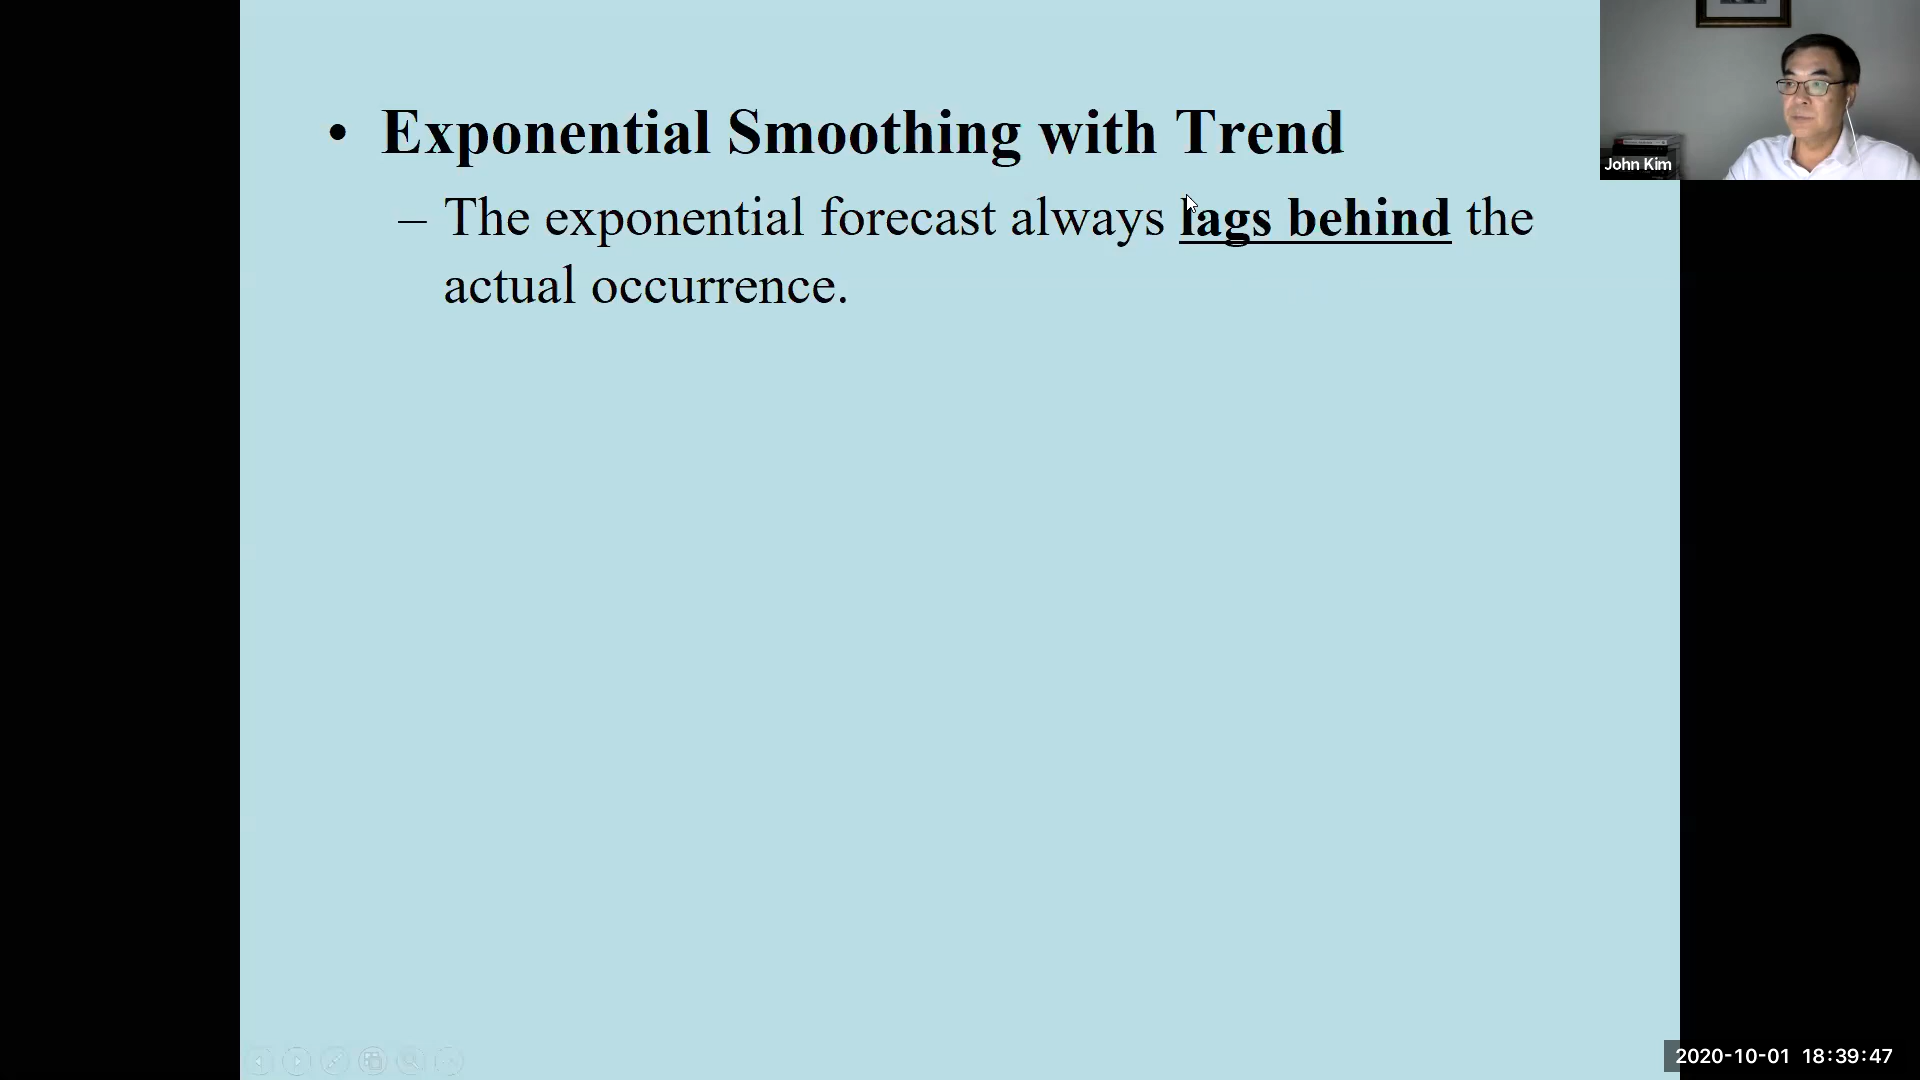 • Exponential Smoothing with Trend
– The exponential forecast always lags behind the
actual occurrence.
John Kim
2020-10-01 18:39:47